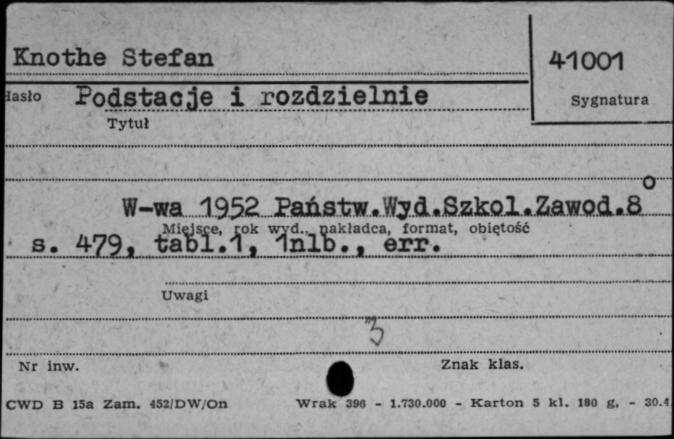 Knothe Stefan
41001
Hasło
Podstacje i rozdzielnie
Sygnatura
Tytuł
W-wa 1952 Państw.Wyd.Szkol.Zawod.8°
Miejsce, rok wyd., nakładca, format, objętość
s. 479, tabl.1, 1nlb., err.
Uwagi
3
Nr inw.
Znak klas.
CWD B 15a Zam. 452/DW/On
Wrak 396 - 1.730.000 - Karton 5 kl. 180 g. - 30.4